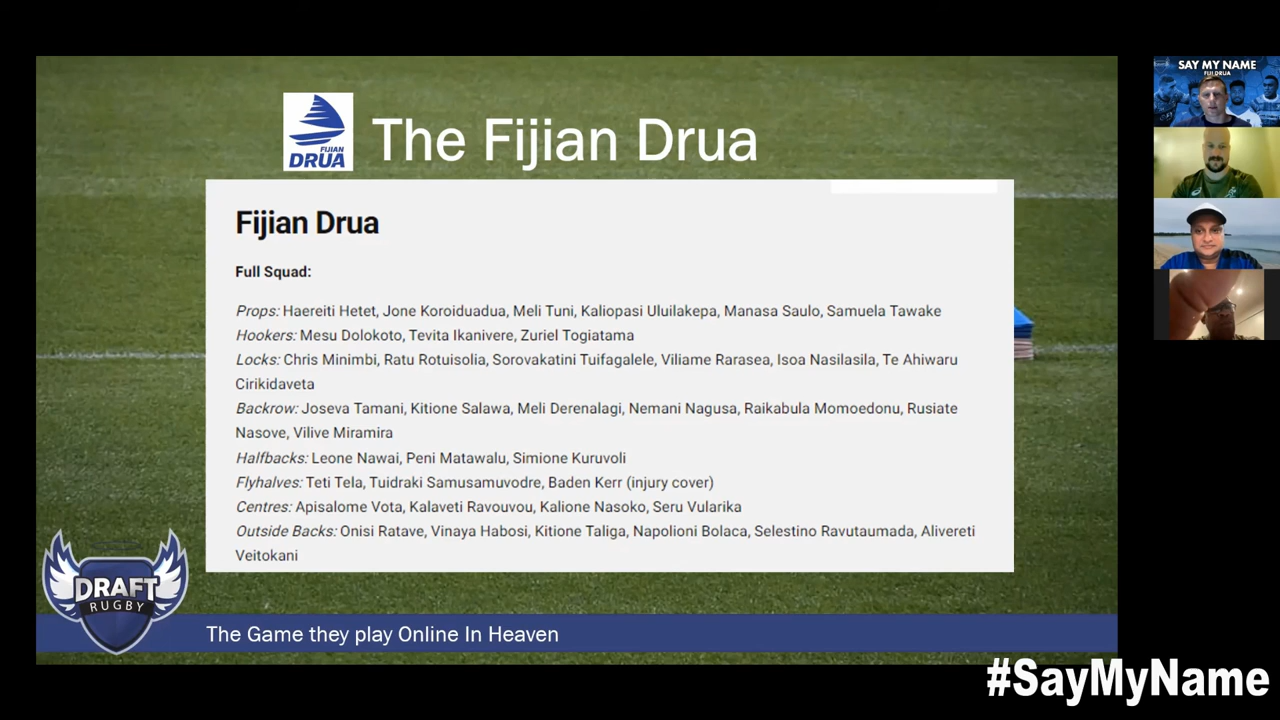 SAY MY NAME
FIJI DRUA
FIJIAN
DRUA
The Fijian Drua
Fijian Drua
Full Squad:
Props: Haereiti Hetet, Jone Koroiduadua, Meli Tuni, Kaliopasi Uluilakepa, Manasa Saulo, Samuela Tawake
Hookers: Mesu Dolokoto, Tevita Ikanivere, Zuriel Togiatama
Locks: Chris Minimbi, Ratu Rotuisolia, Sorovakatini Tuifagalele, Viliame Rarasea, Isoa Nasilasila, Te Ahiwaru
Cirikidaveta
Backrow: Joseva Tamani, Kitione Salawa, Meli Derenalagi, Nemani Nagusa, Raikabula Momoedonu, Rusiate
Nasove, Vilive Miramira
Halfbacks: Leone Nawai, Peni Matawalu, Simione Kuruvoli
Flyhalves: Teti Tela, Tuidraki Samusamuvodre, Baden Kerr (injury cover)
Centres: Apisalome Vota, Kalaveti Ravouvou, Kalione Nasoko, Seru Vularika
Outside Backs: Onisi Ratave, Vinaya Habosi, Kitione Taliga, Napolioni Bolaca, Selestino Ravutaumada, Alivereti
Veitokani
DRAFT
RUGBY
The Game they play Online In Heaven
#SayMyName